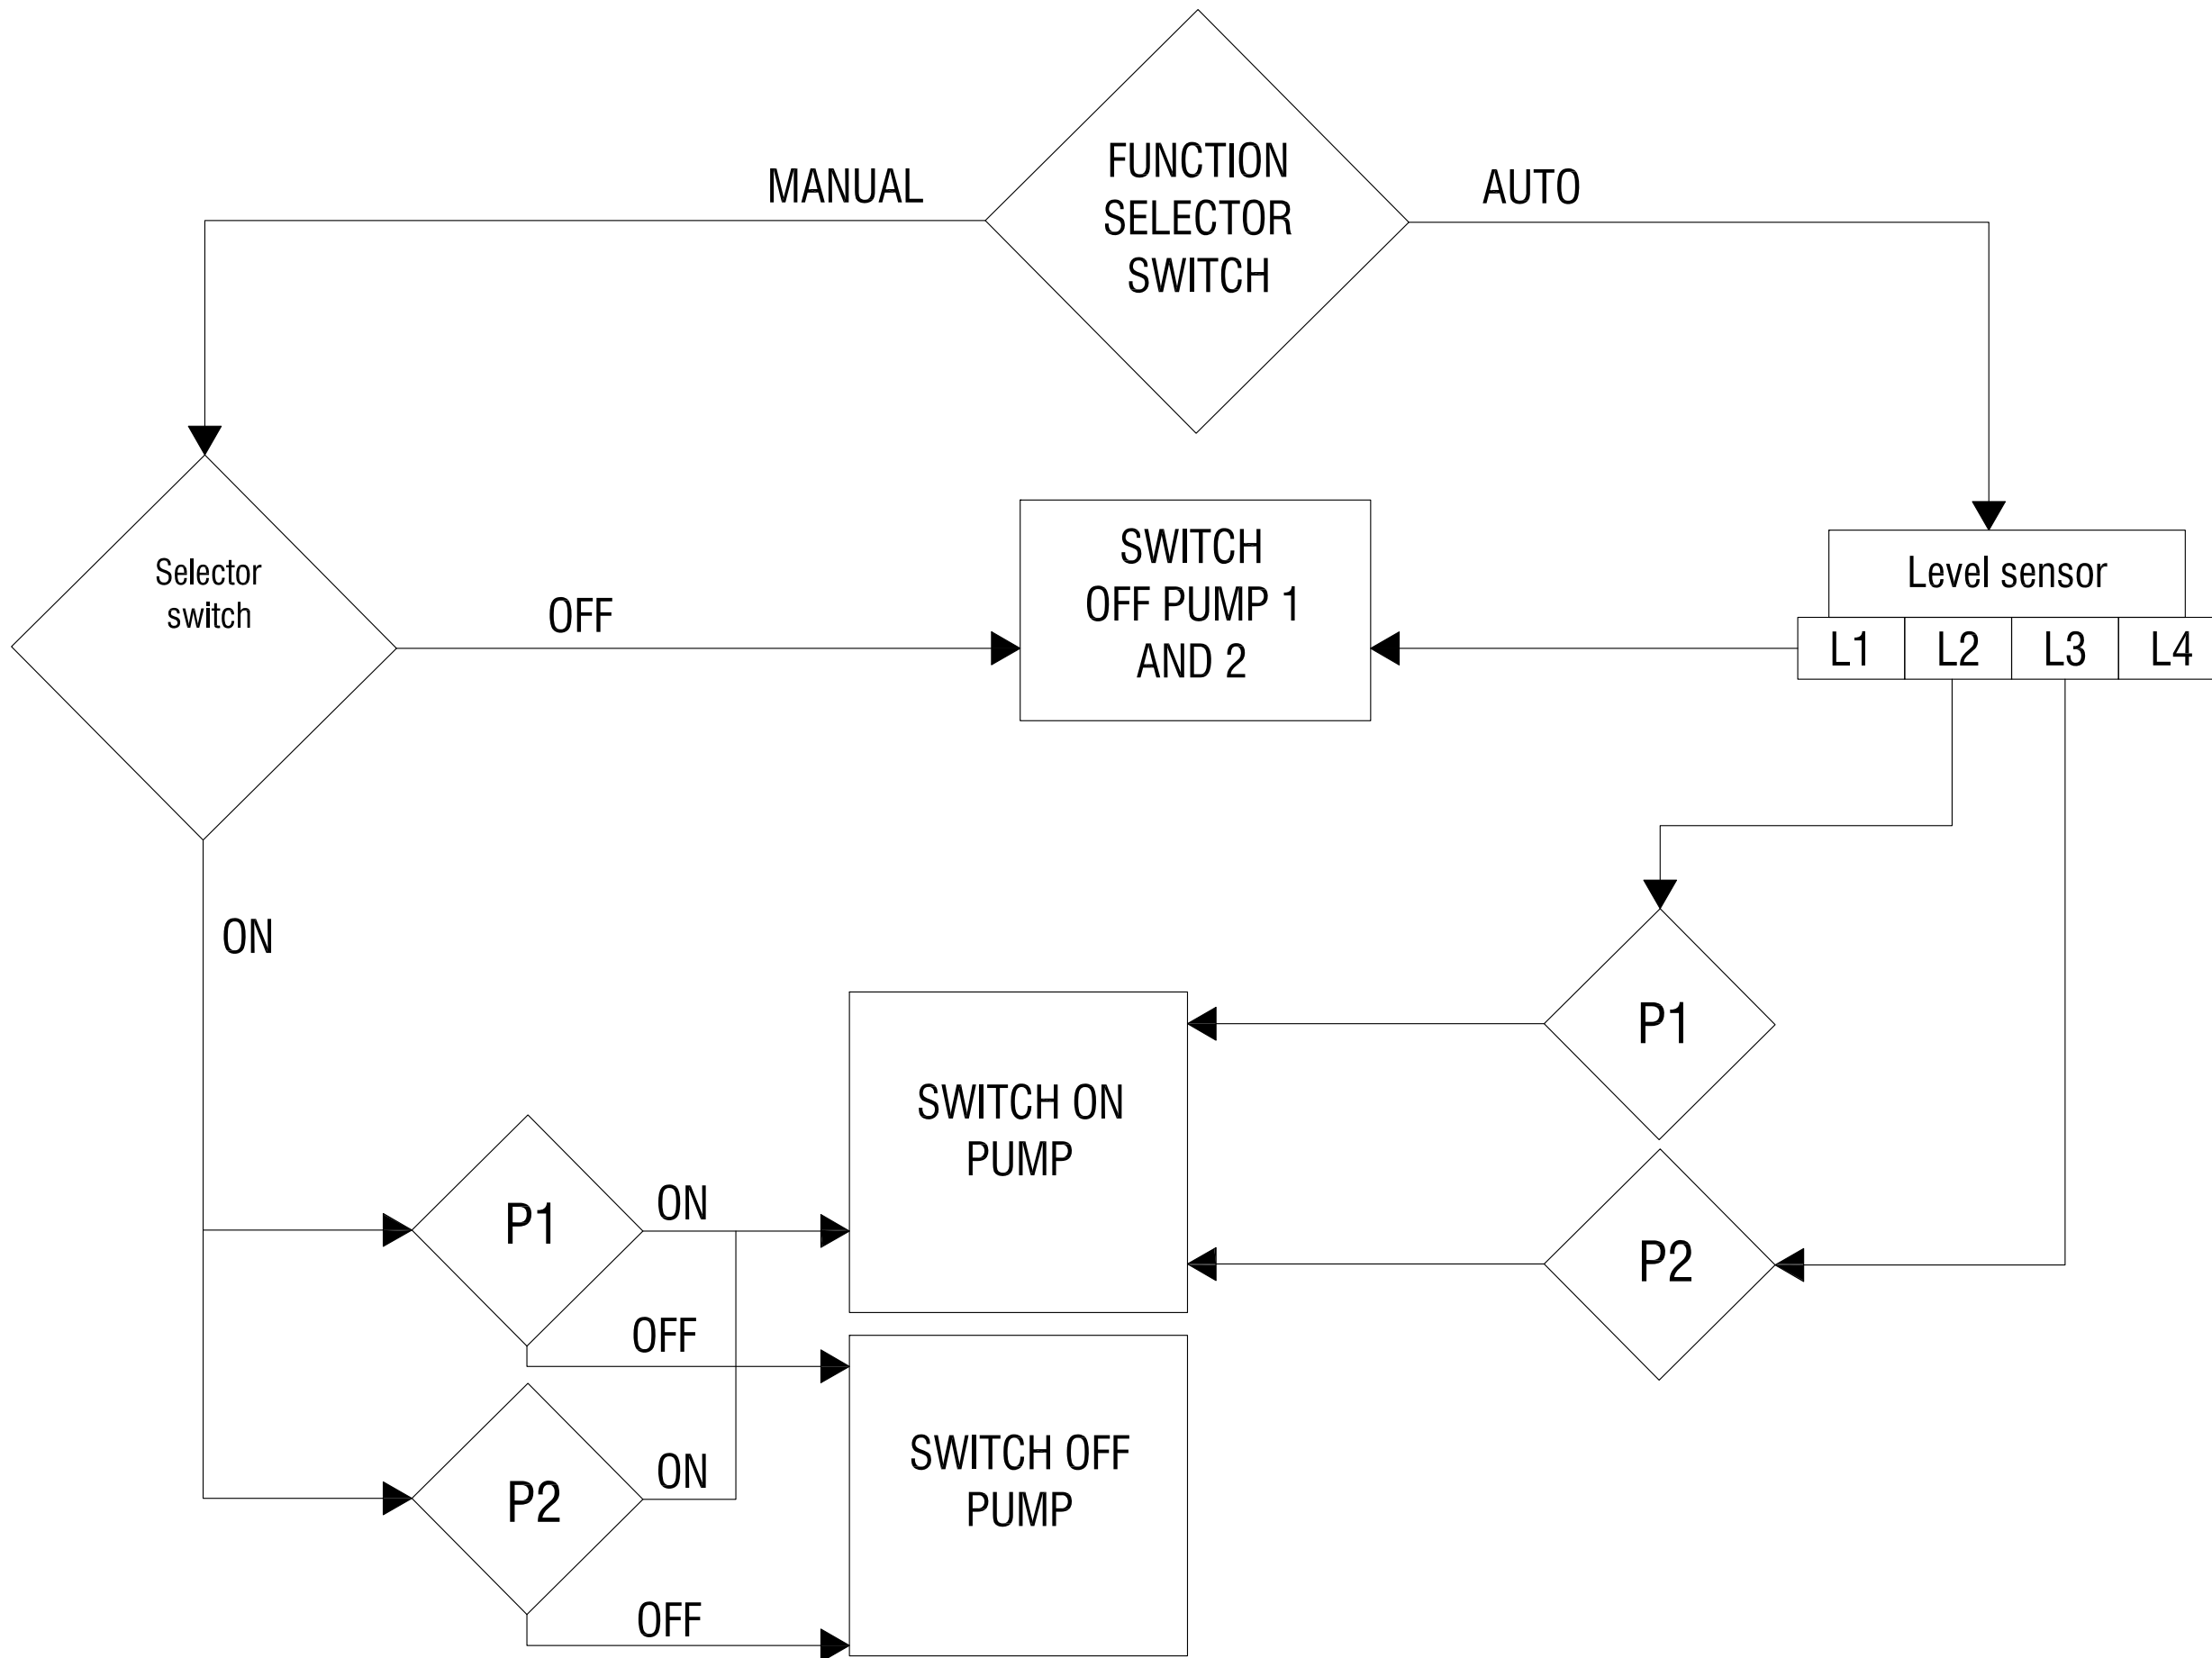 FUNCTION
SELECTOR
SWITCH
MANUAL
AUTO
Selector
switch
OFF
SWITCH
OFF PUMP 1
AND 2
Level sensor
L1
L2
L3
L4
ON
P1
SWITCH ON
PUMP
P1
ON
P2
OFF
SWITCH OFF
PUMP
P2
ON
OFF